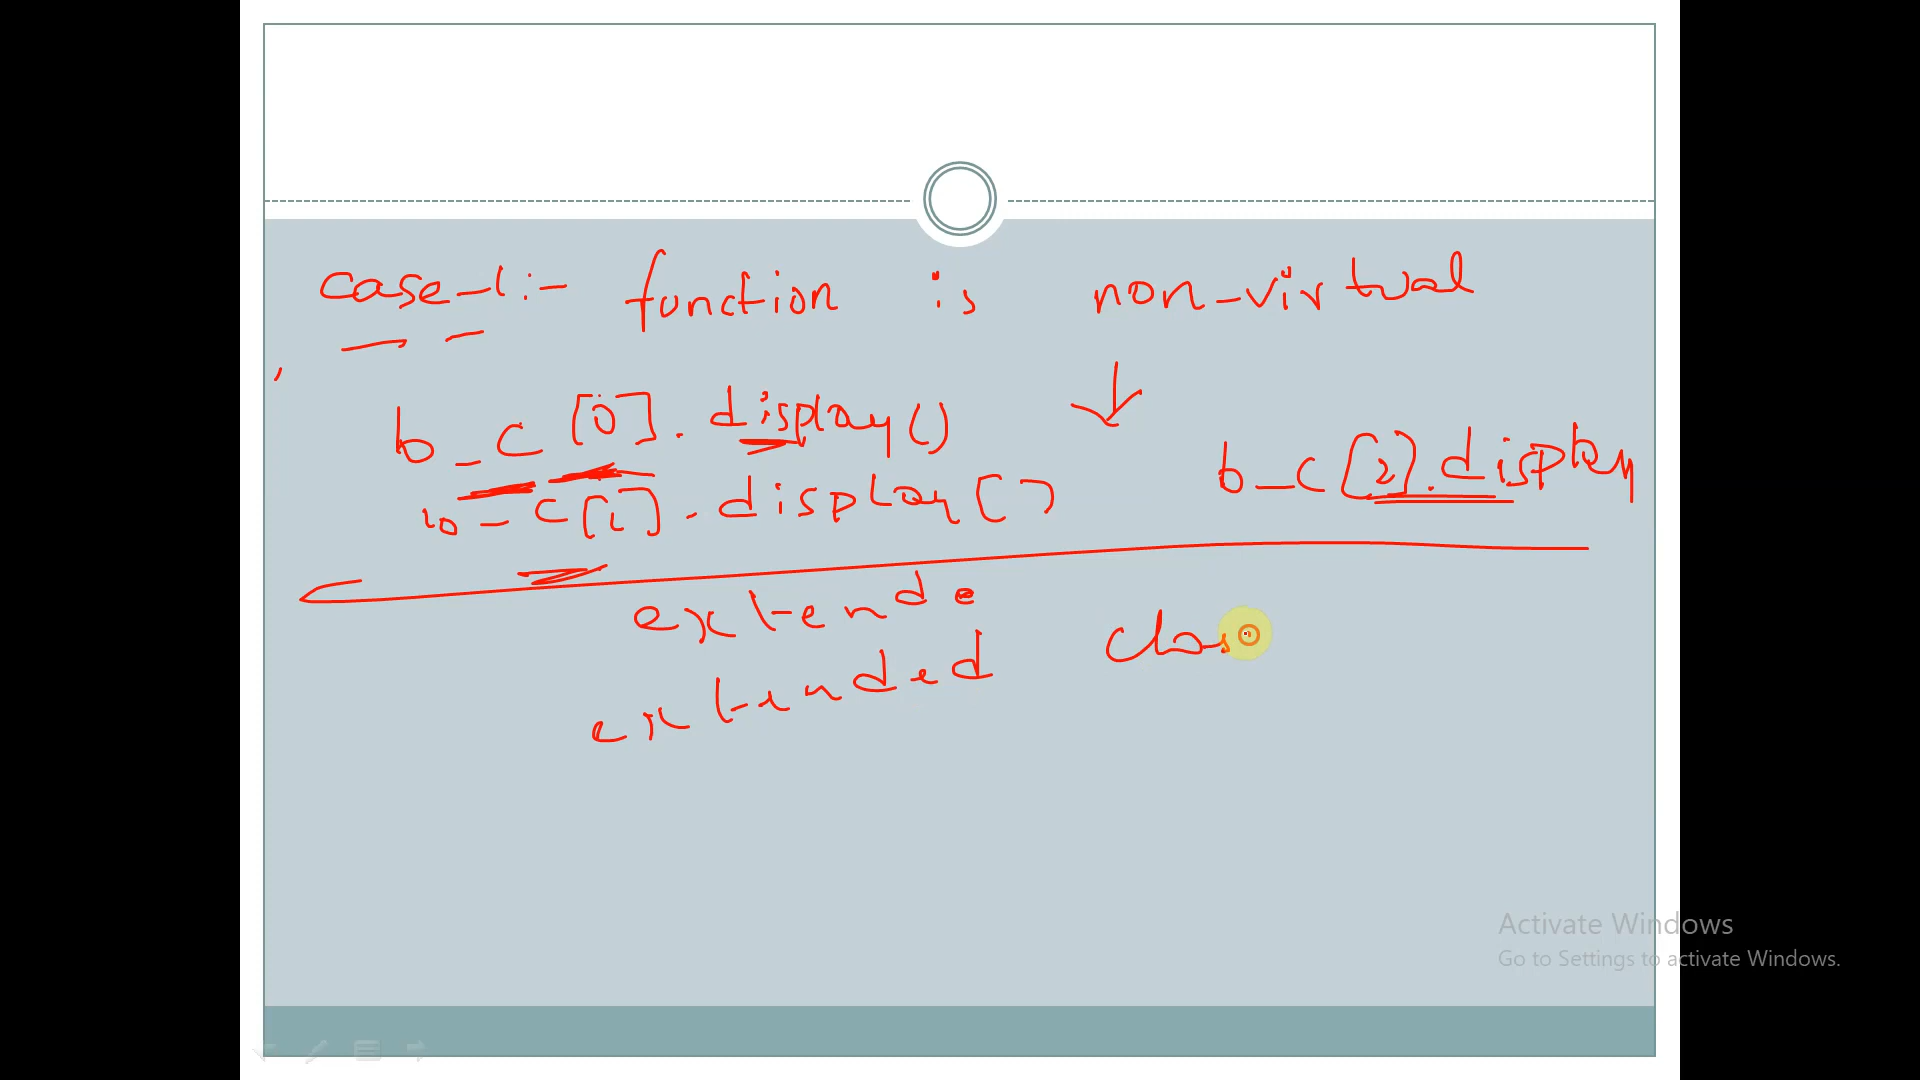 case-1:- function is non-virtual
b_c[0].display()
b_c[2].display
b_c[1].display[]
extende
extended
Activate Windows
Go to Settings to activate Windows.